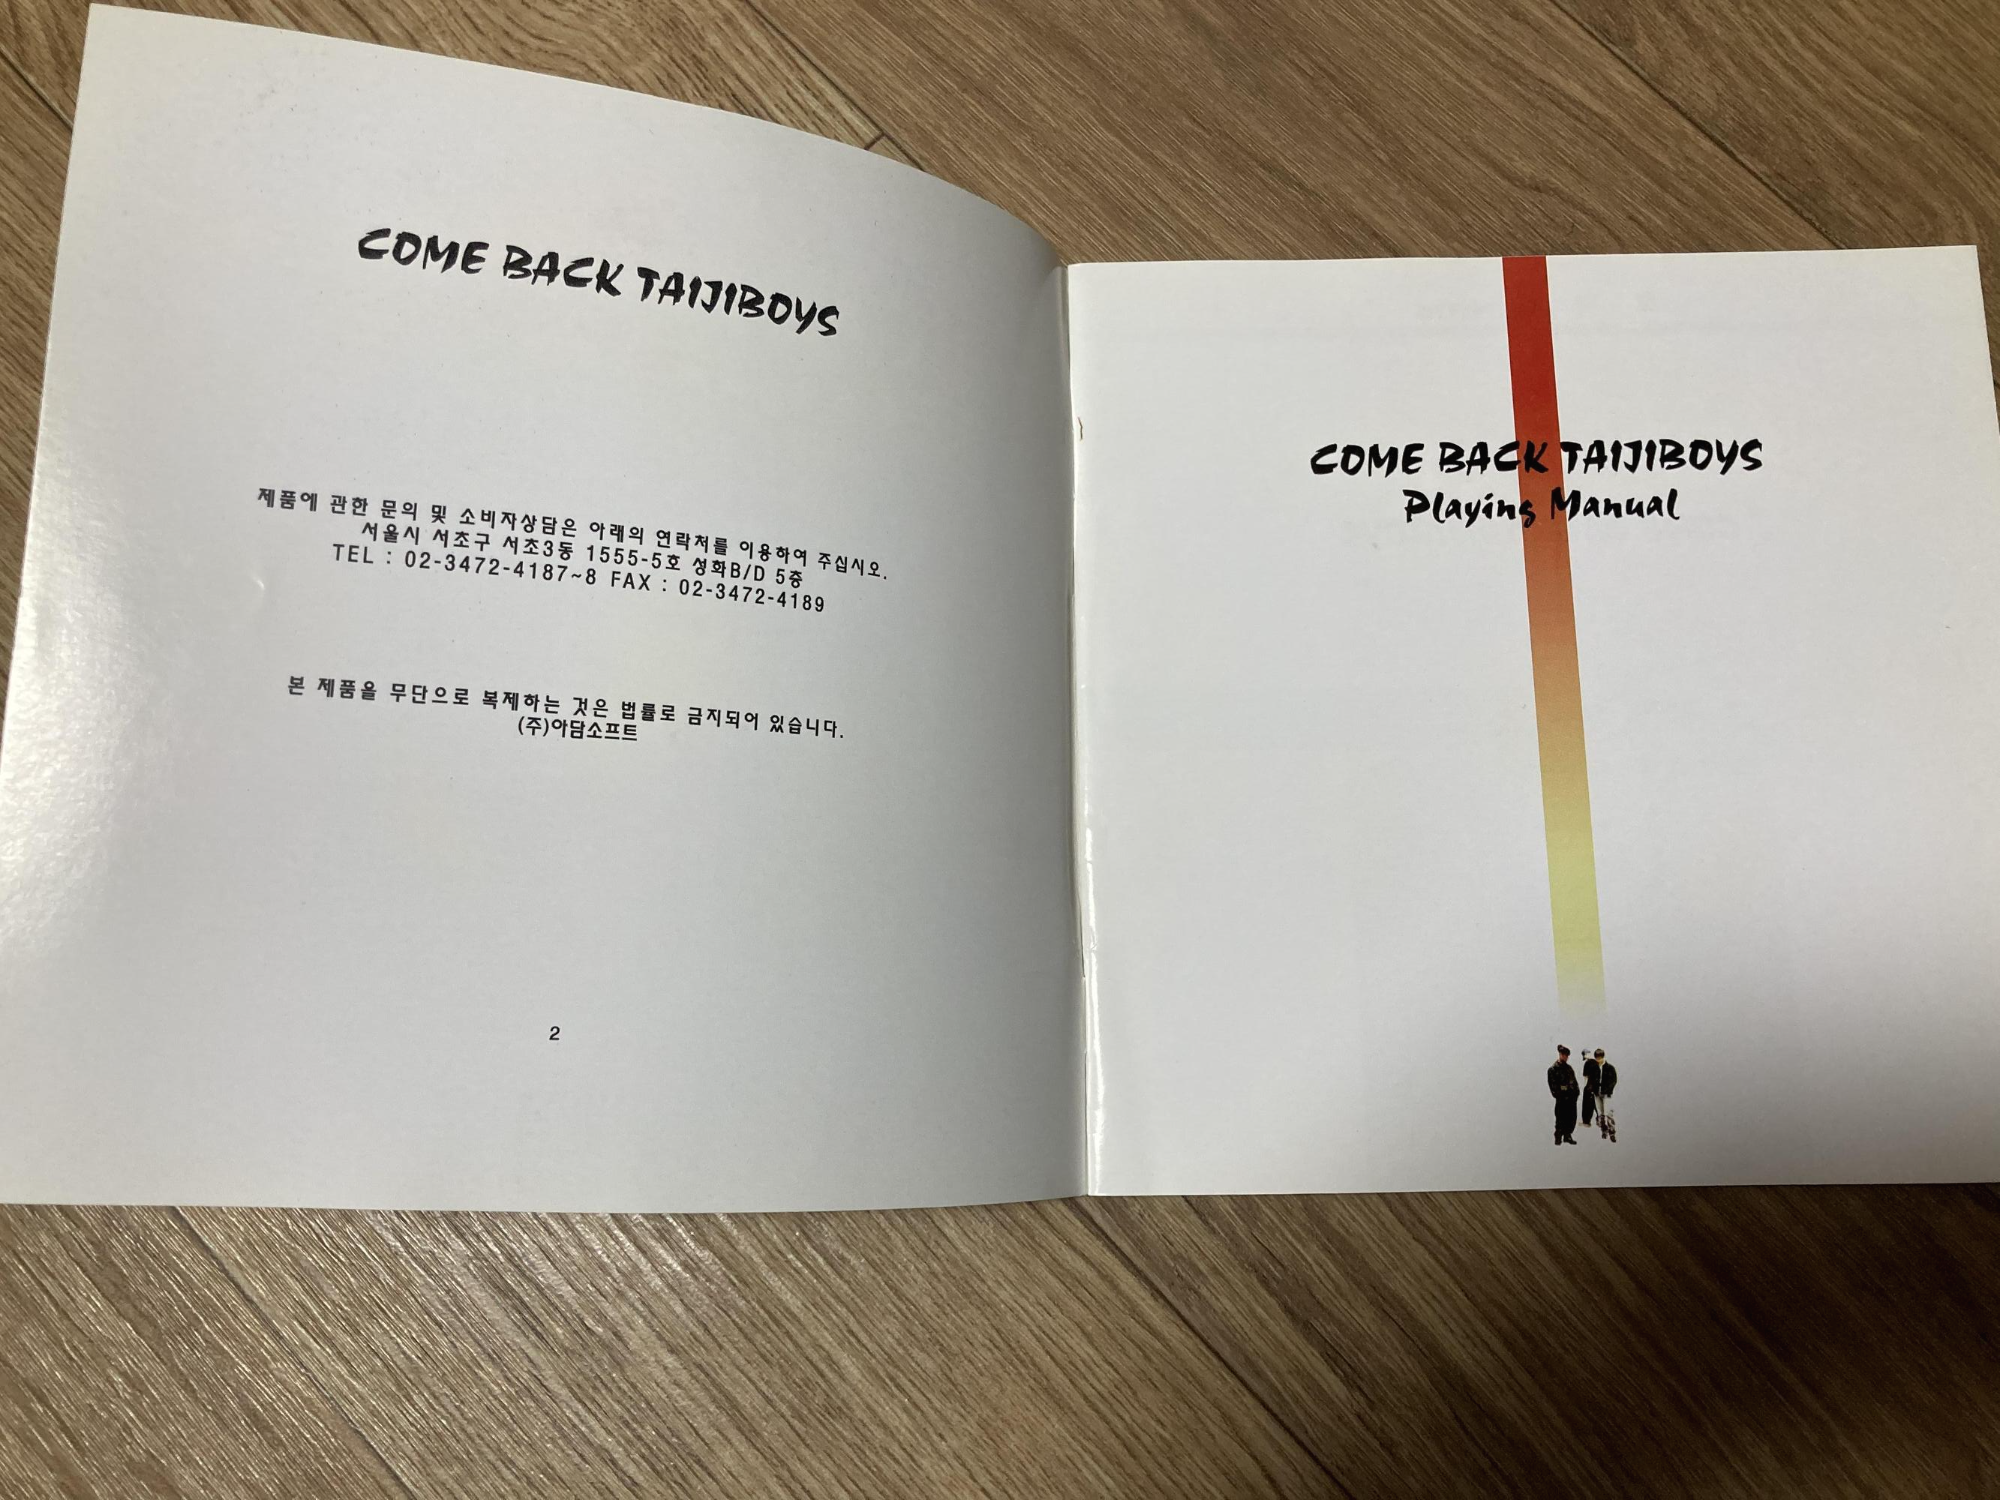 COME BACK TAIJIBOYS
제품에 관한 문의 및 소비자상담은 아래의 연락처를 이용하여 주십시오.
서울시 서초구 서초3동 1555-5호 성화B/D 5층
TEL : 02-3472-4187~8 FAX : 02-3472-4189
본 제품을 무단으로 복제하는 것은 법률로 금지되어 있습니다.
(주)아담소프트
2
COME BACK TAIJIBOYS
Playing Manual